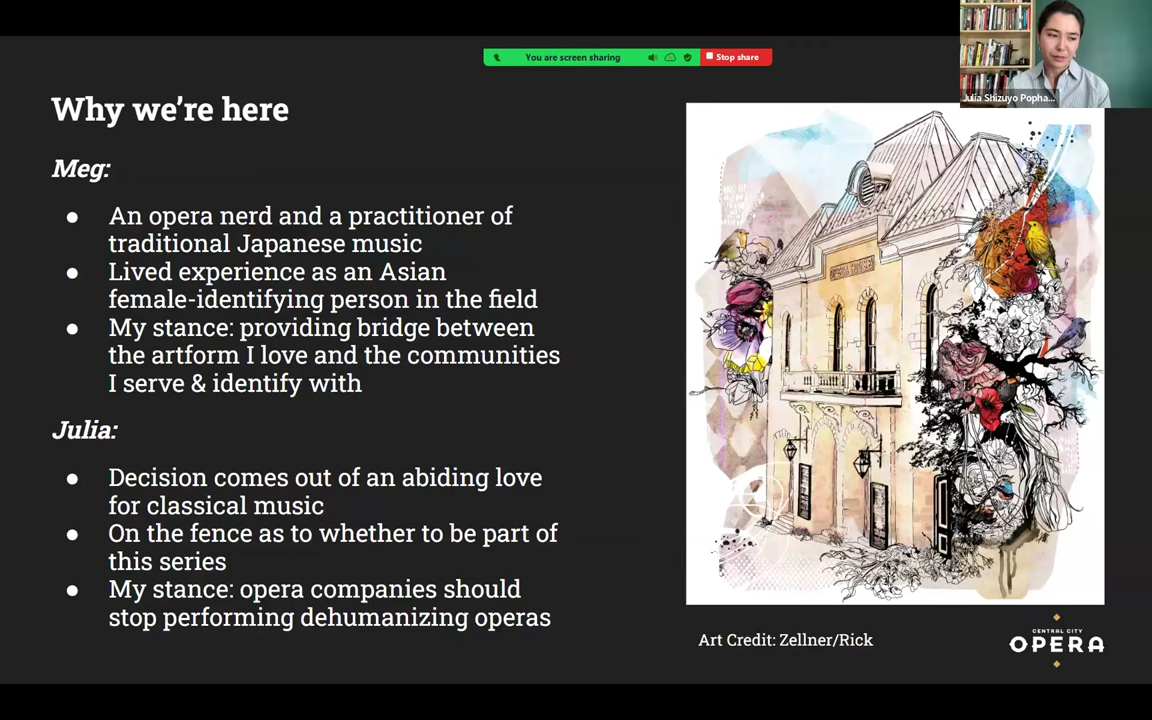 You are screen sharing
Stop share
Julia Shizuyo Popha...
Why we're here
Meg:
● An opera nerd and a practitioner of
traditional Japanese music
● Lived experience as an Asian
female-identifying person in the field
● My stance: providing bridge between
the artform I love and the communities
I serve & identify with
Julia:
● Decision comes out of an abiding love
for classical music
● On the fence as to whether to be part of
this series
● My stance: opera companies should
stop performing dehumanizing operas
Art Credit: Zellner/Rick
CENTRAL CITY
OPERA